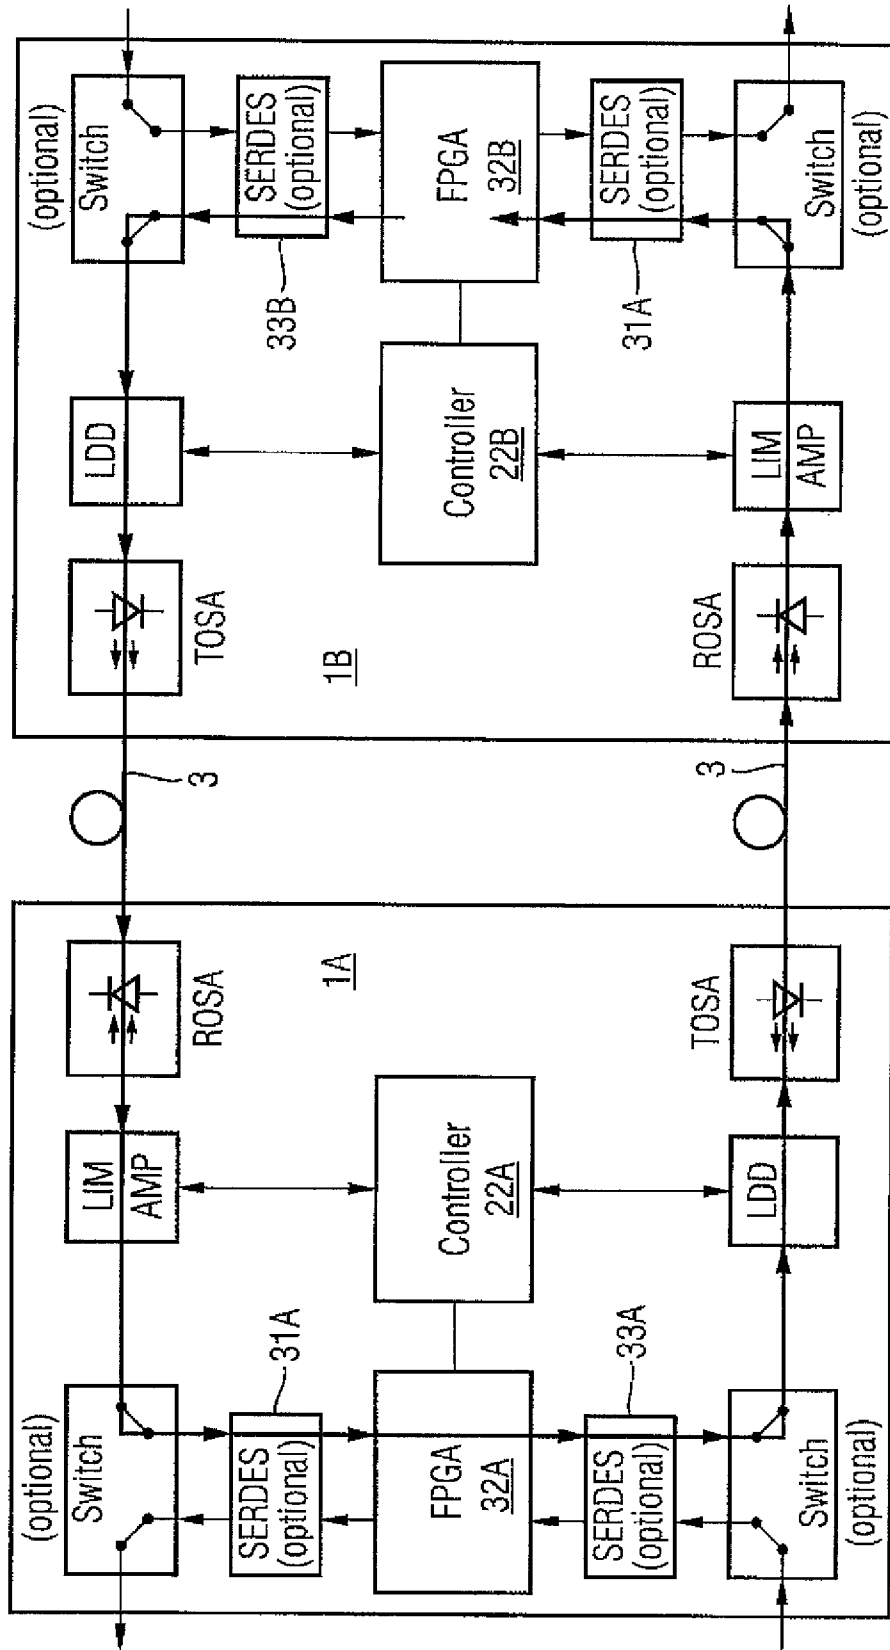 (optional)
Switch
LIM
AMP
ROSA
3
TOSA
LDD
(optional)
Switch
SERDES
(optional)
31A
1A
1B
33B
SERDES
(optional)
FPGA
32A
Controller
22A
Controller
22B
FPGA
32B
SERDES
(optional)
33A
31A
SERDES
(optional)
Switch
(optional)
LDD
TOSA
3
ROSA
LIM
AMP
Switch
(optional)